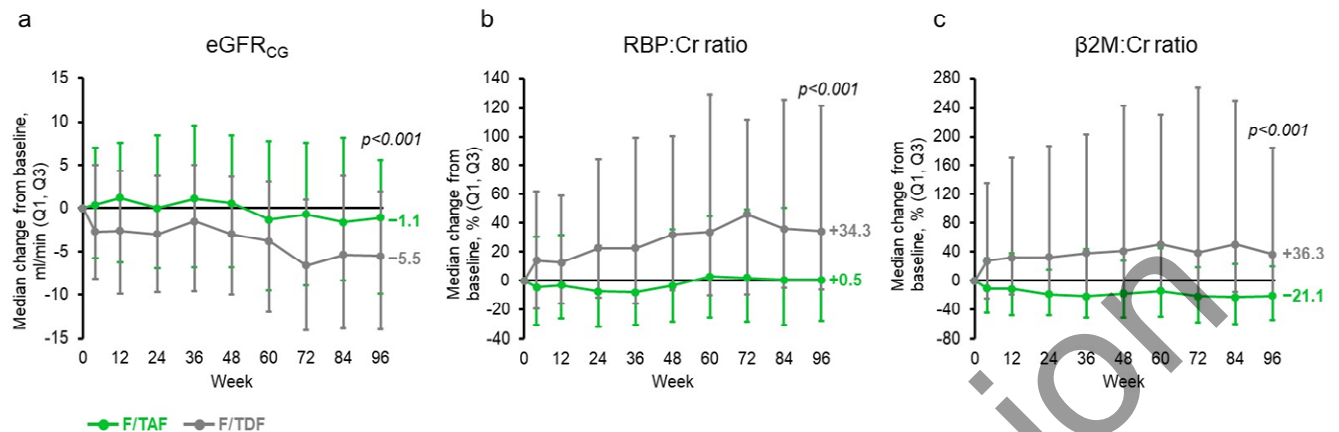 a
eGFRCG
Median change from baseline,
ml/min (Q1, Q3)
15
10
5
0
-5
-10
-15
p<0.001
−1.1
−5.5
0 12 24 36 48 60 72 84 96
Week
b
RBP:Cr ratio
Median change from
baseline, % (Q1, Q3)
140
120
100
80
60
40
20
0
-20
-40
p<0.001
+34.3
+0.5
0 12 24 36 48 60 72 84 96
Week
c
β2M:Cr ratio
Median change from
baseline, % (Q1, Q3)
280
240
200
160
120
80
40
0
-40
-80
p<0.001
+36.3
−21.1
0 12 24 36 48 60 72 84 96
Week
F/TAF F/TDF
ion